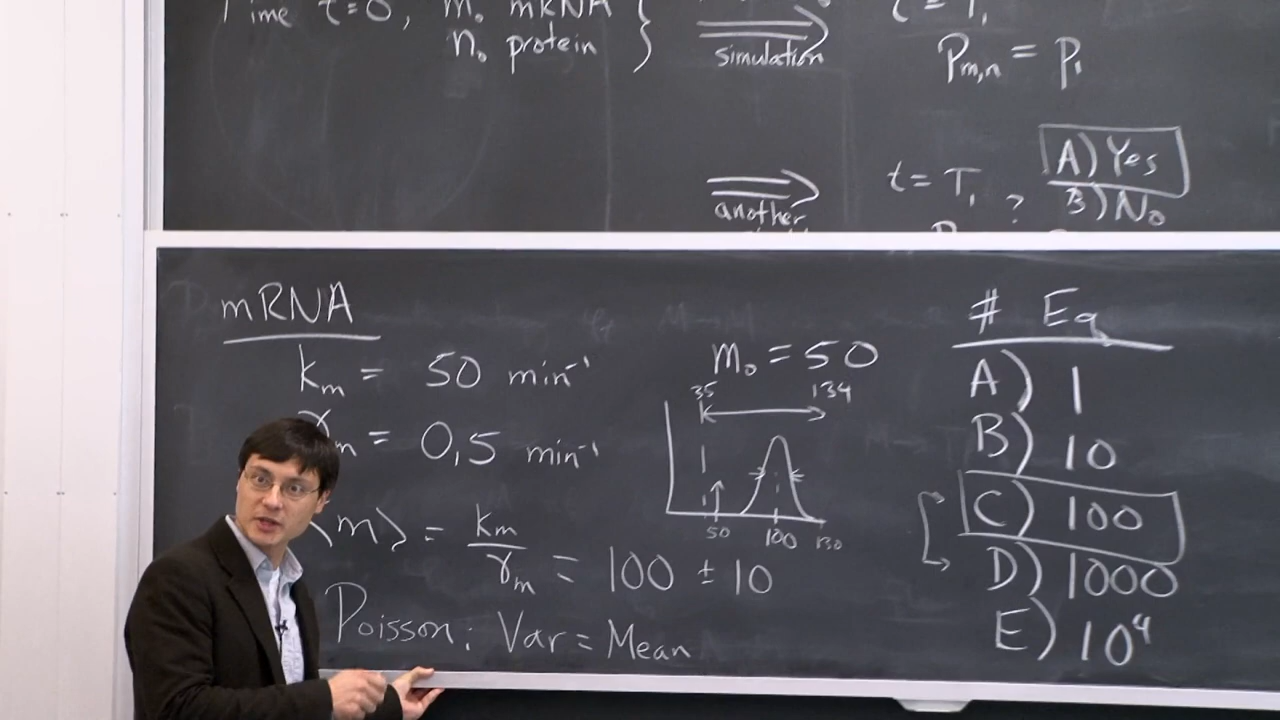 Time t=0, m₀ mRNA
n₀ protein
simulation
t = T₁
Pm,n = P₁
another
t = T₁ ?
A) Yes
B) No
mRNA
km = 50 min⁻¹
γm = 0,5 min⁻¹
⟨m⟩ = km / γm = 100 ± 10
Poisson: Var = Mean
m₀ = 50
35 134
50 100 130
# Eq
A) 1
B) 10
C) 100
D) 1000
E) 10⁴